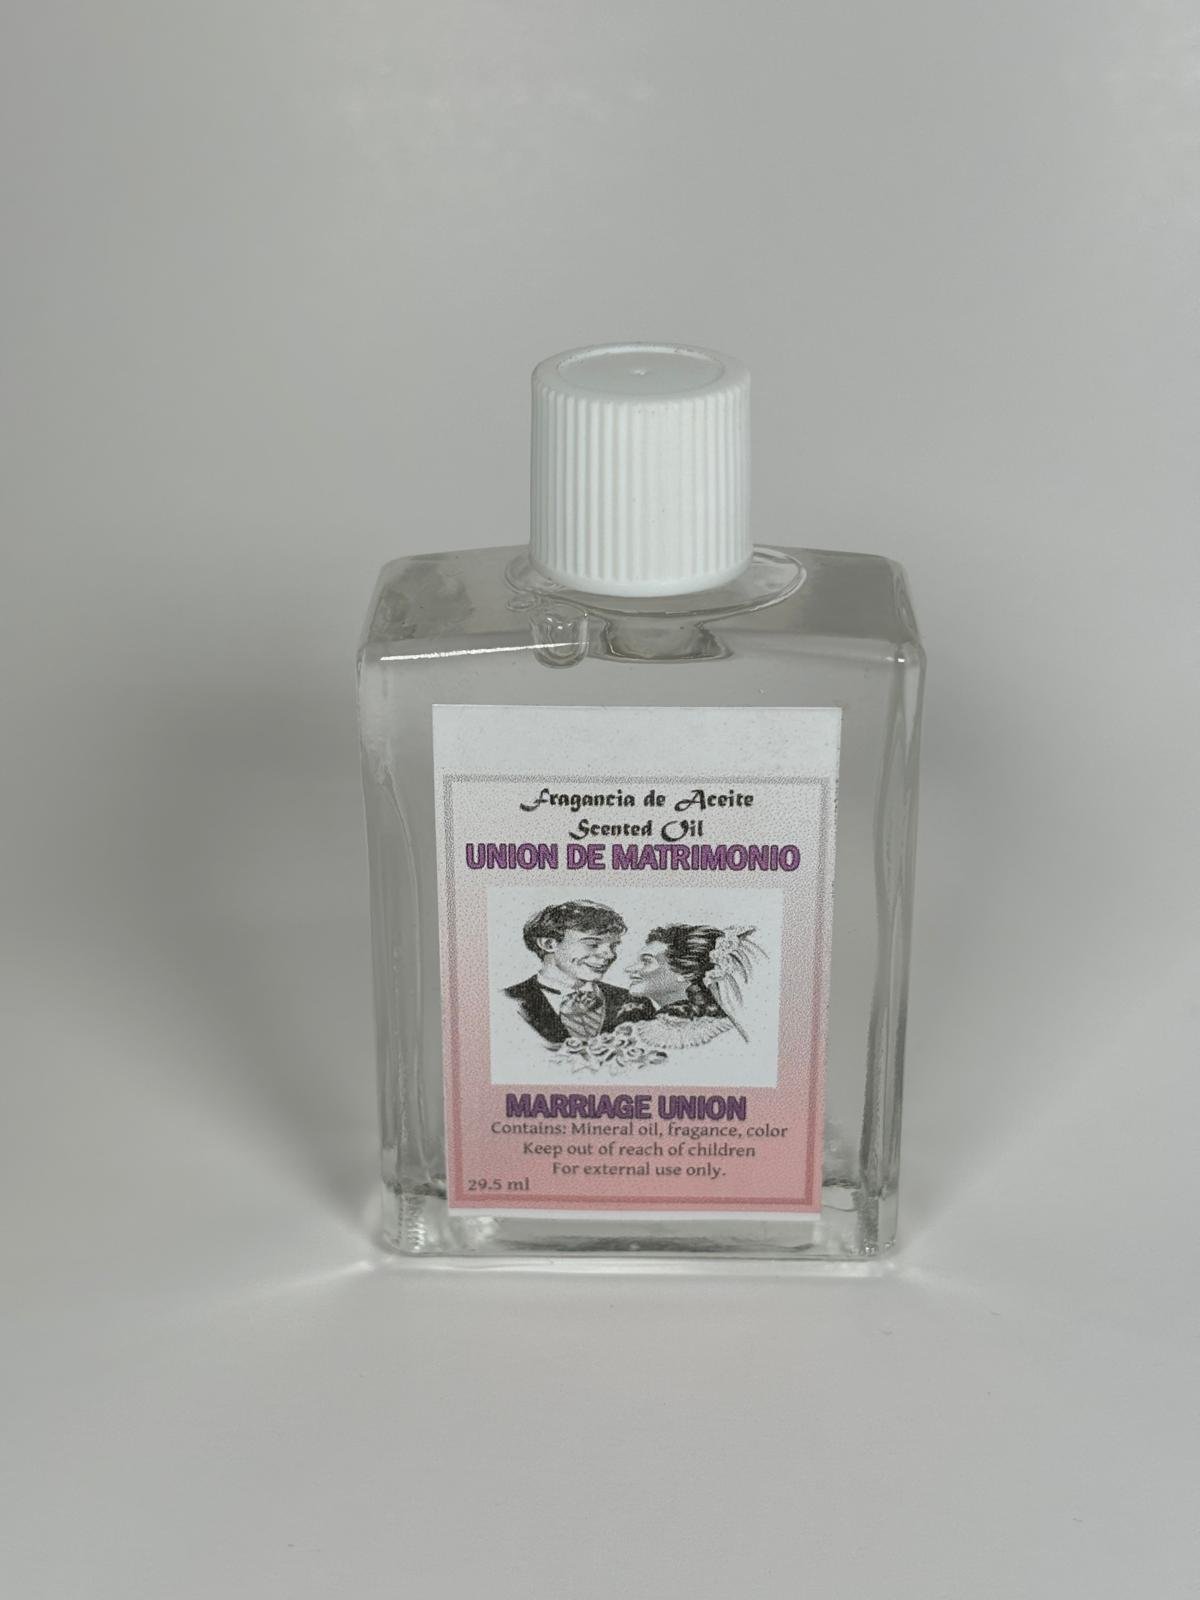 Fragancia de Aceite
Scented Oil
UNION DE MATRIMONIO
MARRIAGE UNION
Contains: Mineral oil, fragance, color
Keep out of reach of children
For external use only.
29.5 ml